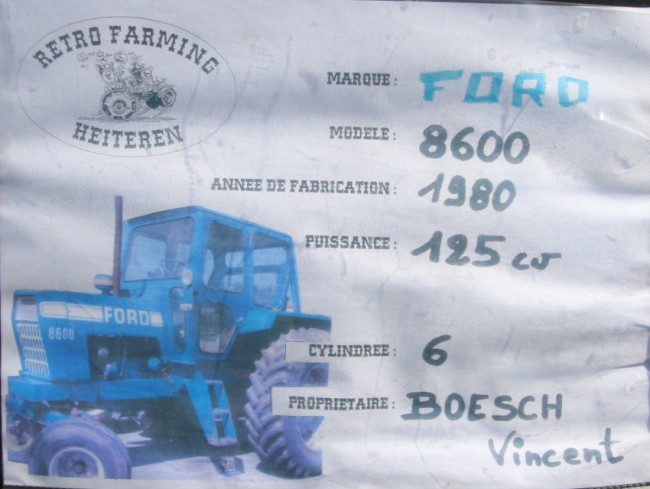 RETRO FARMING
HEITEREN
MARQUE: FORD
MODELE: 8600
ANNEE DE FABRICATION: 1980
PUISSANCE: 125 cv
FORD
8600
CYLINDREE: 6
PROPRIETAIRE: BOESCH
Vincent